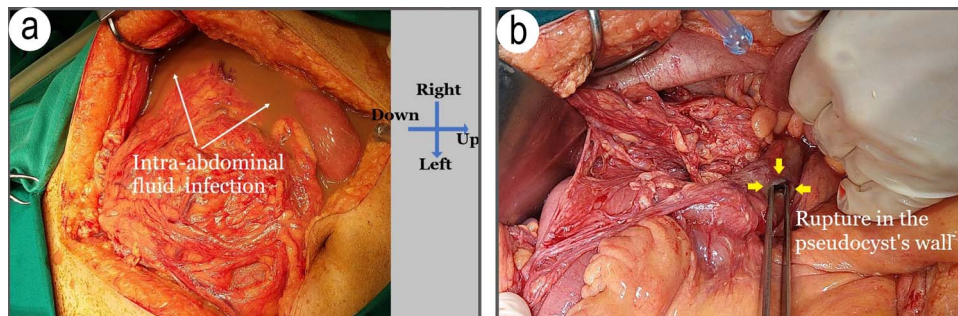 a
Right
Down
Up
Left
Intra-abdominal
fluid infection
b
Rupture in the
pseudocyst's wall